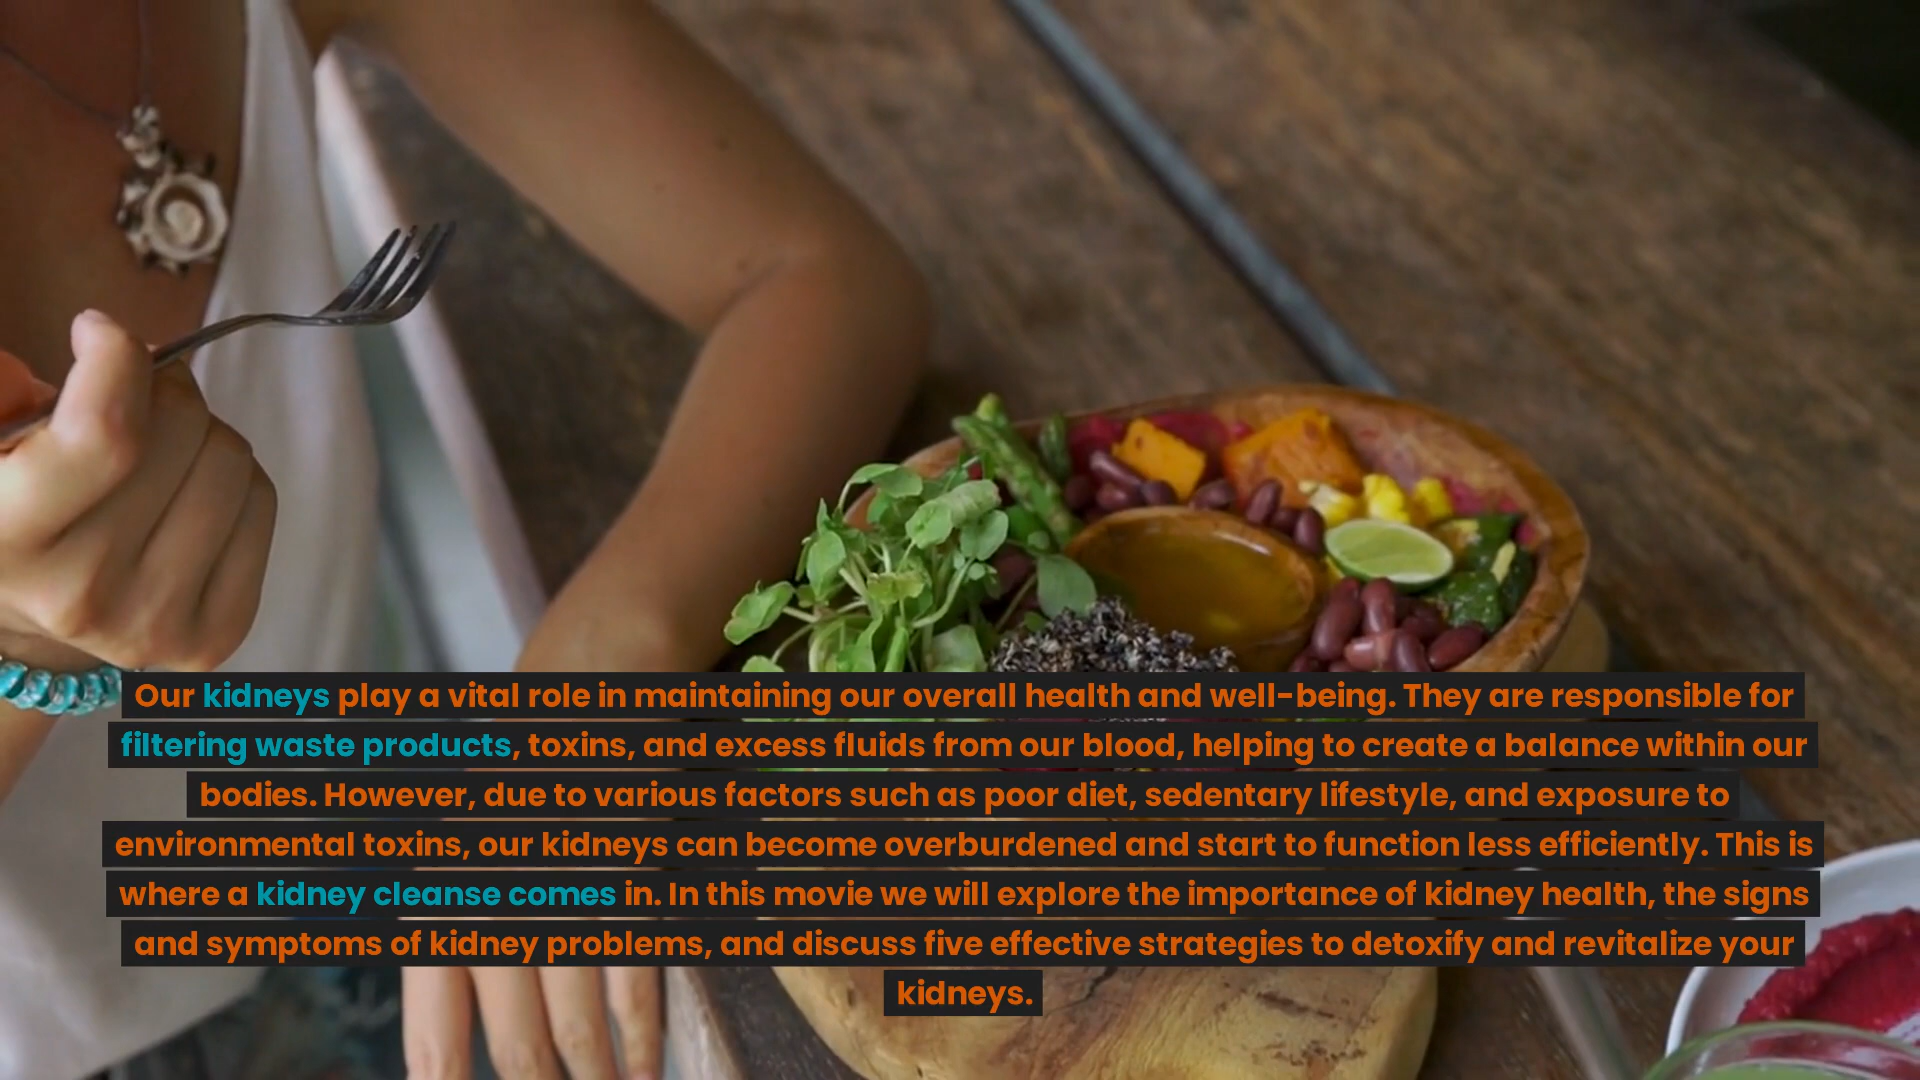 Our kidneys play a vital role in maintaining our overall health and well-being. They are responsible for
filtering waste products, toxins, and excess fluids from our blood, helping to create a balance within our
bodies. However, due to various factors such as poor diet, sedentary lifestyle, and exposure to
environmental toxins, our kidneys can become overburdened and start to function less efficiently. This is
where a kidney cleanse comes in. In this movie we will explore the importance of kidney health, the signs
and symptoms of kidney problems, and discuss five effective strategies to detoxify and revitalize your
kidneys.